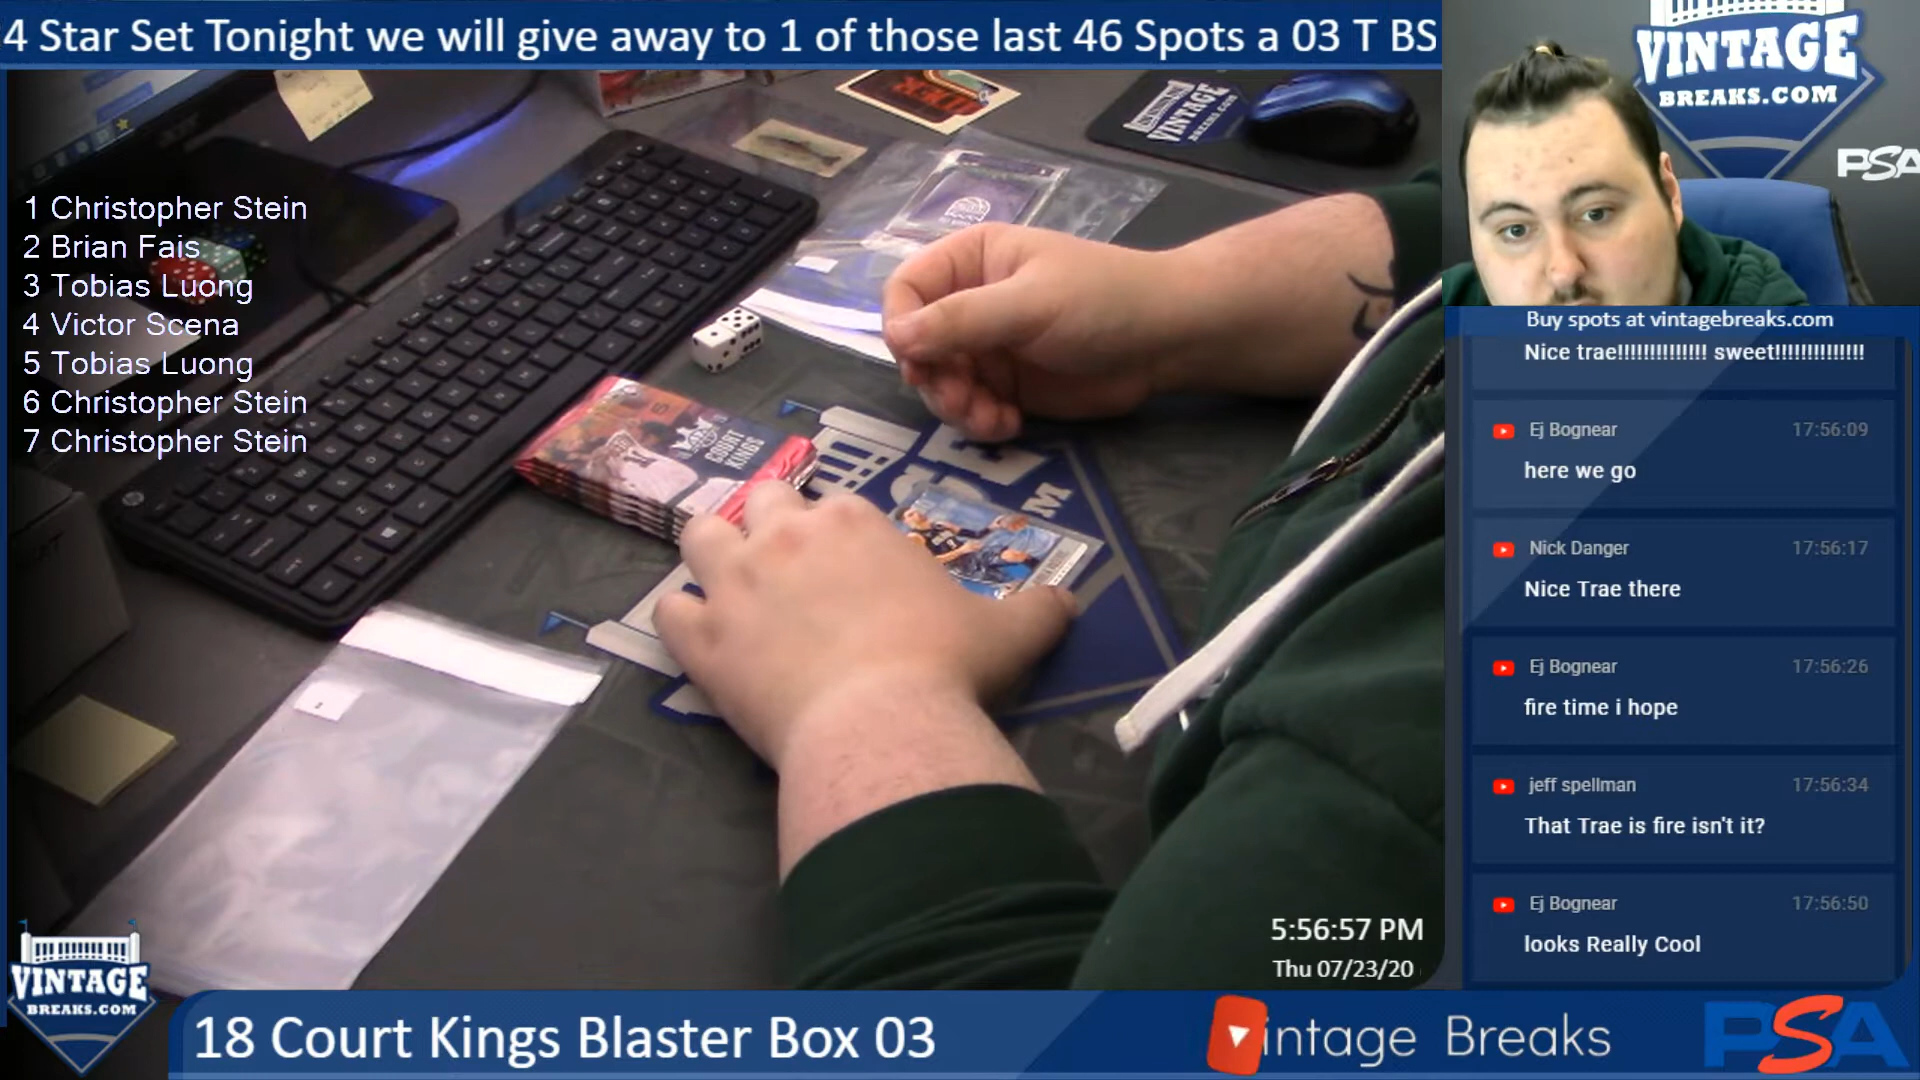 4 Star Set Tonight we will give away to 1 of those last 46 Spots a 03 T BS
VINTAGE
BREAKS.COM
PSA
VINTAGE
1 Christopher Stein
2 Brian Fais
3 Tobias Luong
4 Victor Scena
5 Tobias Luong
6 Christopher Stein
7 Christopher Stein
COURT
KINGS
Buy spots at vintagebreaks.com
Nice trae!!!!!!!!!!!!!! sweet!!!!!!!!!!!!!!
Ej Bognear 17:56:09
here we go
Nick Danger 17:56:17
Nice Trae there
Ej Bognear 17:56:26
fire time i hope
jeff spellman 17:56:34
That Trae is fire isn't it?
Ej Bognear 17:56:50
looks Really Cool
5:56:57 PM
Thu 07/23/20
VINTAGE
BREAKS.COM
18 Court Kings Blaster Box 03
intage Breaks
PSA